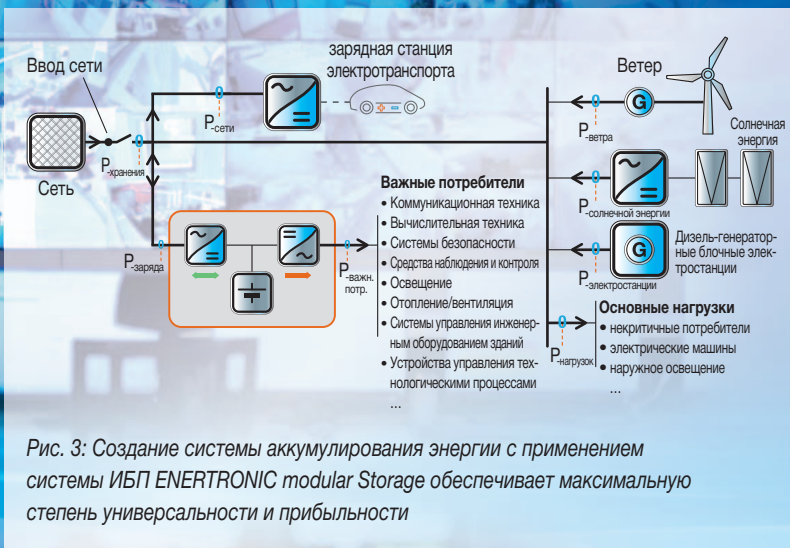 Ввод сети
зарядная станция
электротранспорта
Ветер
G
P-сети
P-ветра
Солнечная
энергия
P-хранения
Сеть
Важные потребители
• Коммуникационная техника
• Вычислительная техника
• Системы безопасности
• Средства наблюдения и контроля
• Освещение
• Отопление/вентиляция
• Системы управления инженер-
ным оборудованием зданий
• Устройства управления тех-
нологическими процессами
...
P-солнечной энергии
G
Дизель-генератор-
ные блочные элек-
тростанции
P-электростанции
P-заряда
P-важн.
потр.
P-нагрузок
Основные нагрузки
• некритичные потребители
• электрические машины
• наружное освещение
...
Рис. 3: Создание системы аккумулирования энергии с применением
системы ИБП ENERTRONIC modular Storage обеспечивает максимальную
степень универсальности и прибыльности